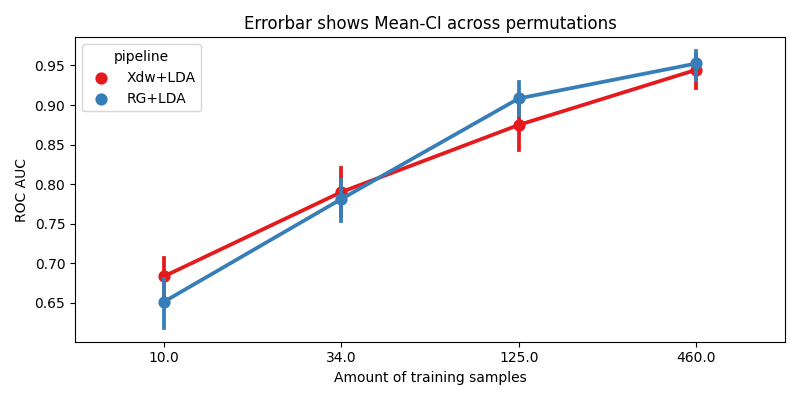 Errorbar shows Mean-CI across permutations
pipeline
Xdw+LDA
RG+LDA
ROC AUC
0.95
0.90
0.85
0.80
0.75
0.70
0.65
10.0 34.0 125.0 460.0
Amount of training samples